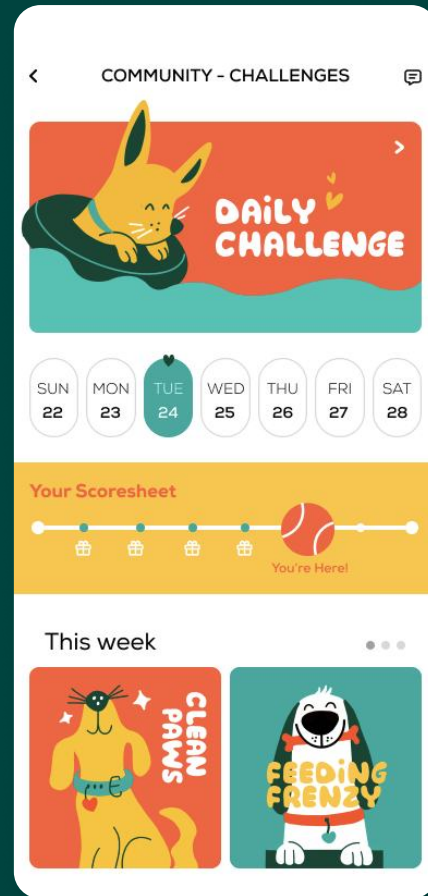 COMMUNITY - CHALLENGES
DAiLY
CHALLENGE
SUN MON TUE WED THU FRI SAT
22 23 24 25 26 27 28
Your Scoresheet
You're Here!
This week
CLEAN
PAWS
FEEDiNG
FRENZY